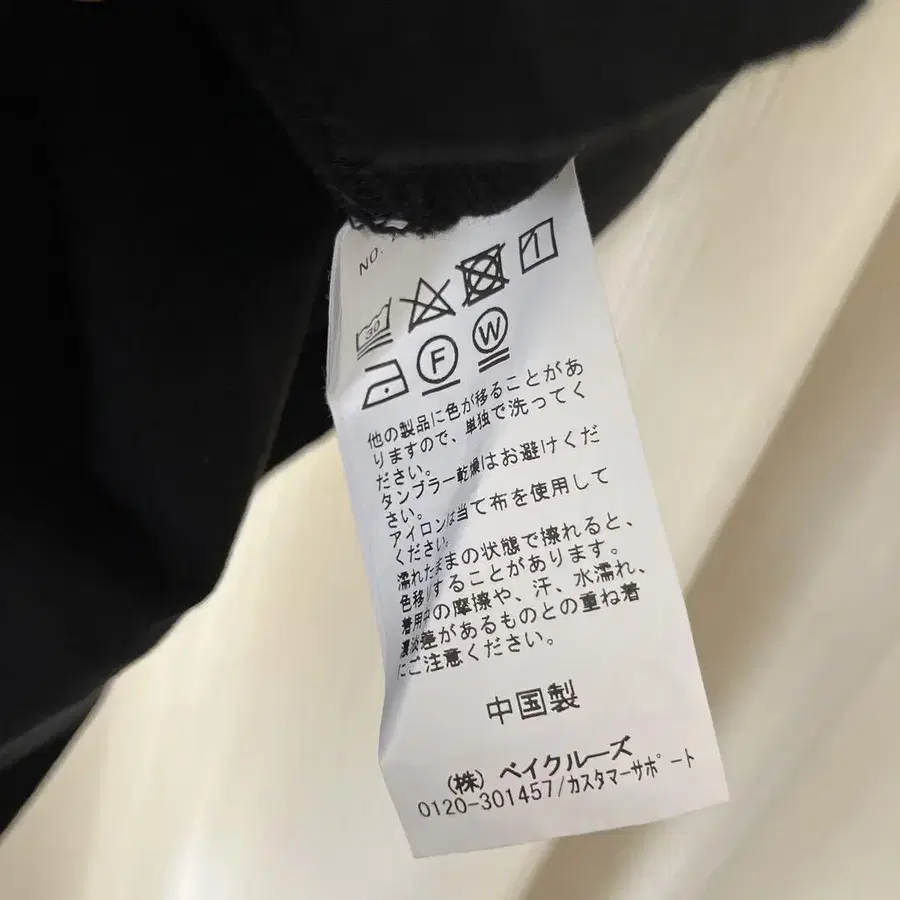 NO.
30
F
W
他の製品に色が移ることがあ
りますので、単独で洗ってく
ださい。
タンブラー乾燥はお避けくだ
さい。
アイロンは当て布を使用して
ください。
濡れたままの状態で擦れると、
色移りすることがあります。
着用中の摩擦や、汗、水濡れ、
濃淡差があるものとの重ね着
にご注意ください。
中国製
(株) ベイクルーズ
0120-301457/カスタマーサポート